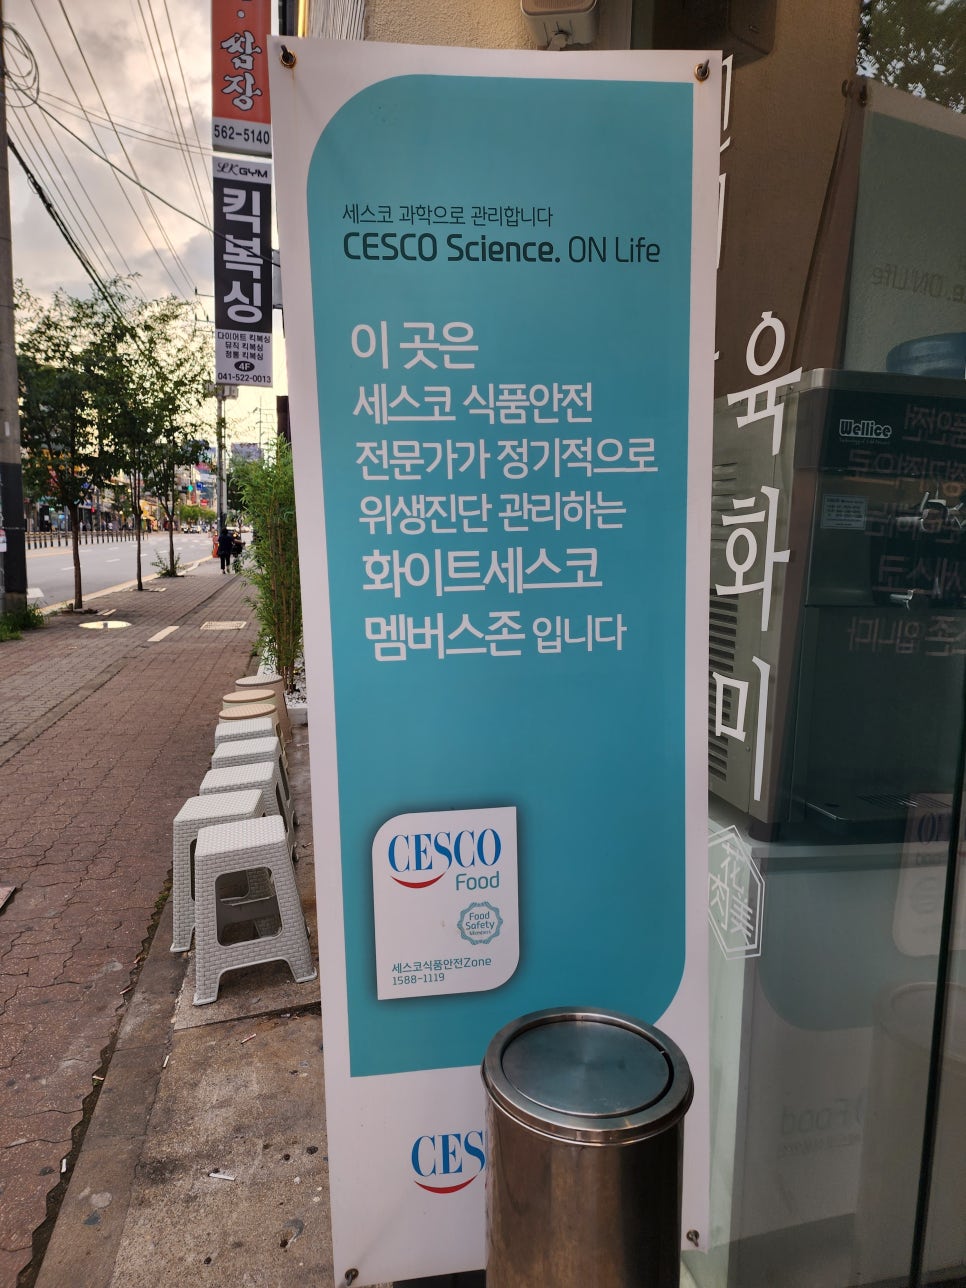 쌈장
562-5140
LK GYM
킥복싱
다이어트 킥복싱
뮤직 킥복싱
정통 킥복싱
4F
041-522-0013
세스코 과학으로 관리합니다
CESCO Science. ON Life
이 곳은
세스코 식품안전
전문가가 정기적으로
위생진단 관리하는
화이트세스코
멤버스존 입니다
CESCO
Food
Food
Safety
Members
세스코식품안전Zone
1588-1119
CES
육화미
Wellice